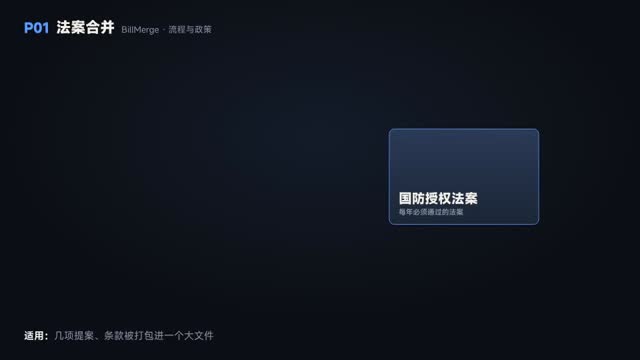 P01 法案合并 BillMerge · 流程与政策
国防授权法案
每年必须通过的法案
适用：几项提案、条款被打包进一个大文件